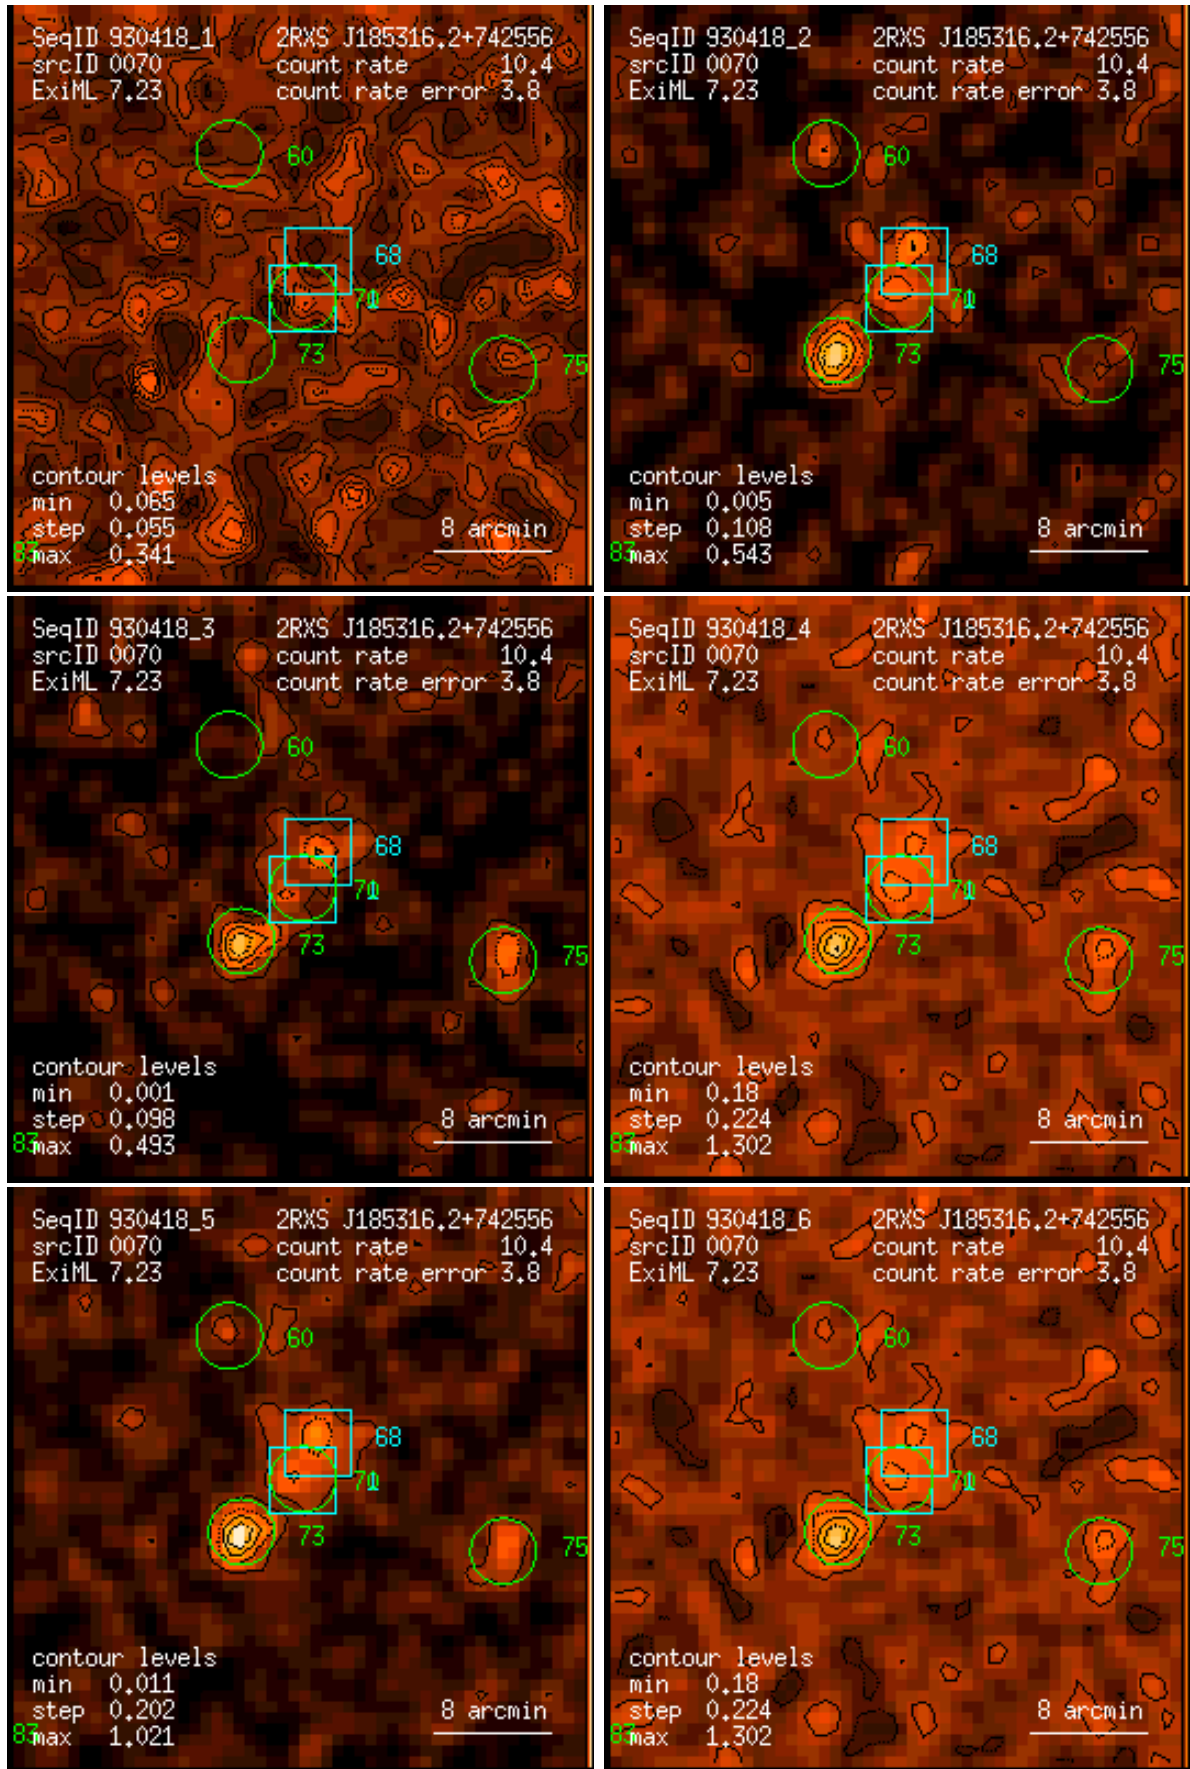 SeqID 930418_1 2RXS J185316.2+742556
srcID 0070 count rate 10.4
ExiML 7.23 count rate error 3.8
60
68
73
75
contour levels
min 0.065
step 0.055 8 arcmin
83 max 0.341
SeqID 930418_2 2RXS J185316.2+742556
srcID 0070 count rate 10.4
ExiML 7.23 count rate error 3.8
60
68
73
75
contour levels
min 0.005
step 0.108 8 arcmin
83 max 0.543
SeqID 930418_3 2RXS J185316.2+742556
srcID 0070 count rate 10.4
ExiML 7.23 count rate error 3.8
60
68
73
75
contour levels
min 0.001
step 0.098 8 arcmin
83 max 0.493
SeqID 930418_4 2RXS J185316.2+742556
srcID 0070 count rate 10.4
ExiML 7.23 count rate error 3.8
60
68
73
75
contour levels
min 0.18
step 0.224 8 arcmin
83 max 1.302
SeqID 930418_5 2RXS J185316.2+742556
srcID 0070 count rate 10.4
ExiML 7.23 count rate error 3.8
60
68
73
75
contour levels
min 0.011
step 0.202 8 arcmin
83 max 1.021
SeqID 930418_6 2RXS J185316.2+742556
srcID 0070 count rate 10.4
ExiML 7.23 count rate error 3.8
60
68
73
75
contour levels
min 0.18
step 0.224 8 arcmin
83 max 1.302